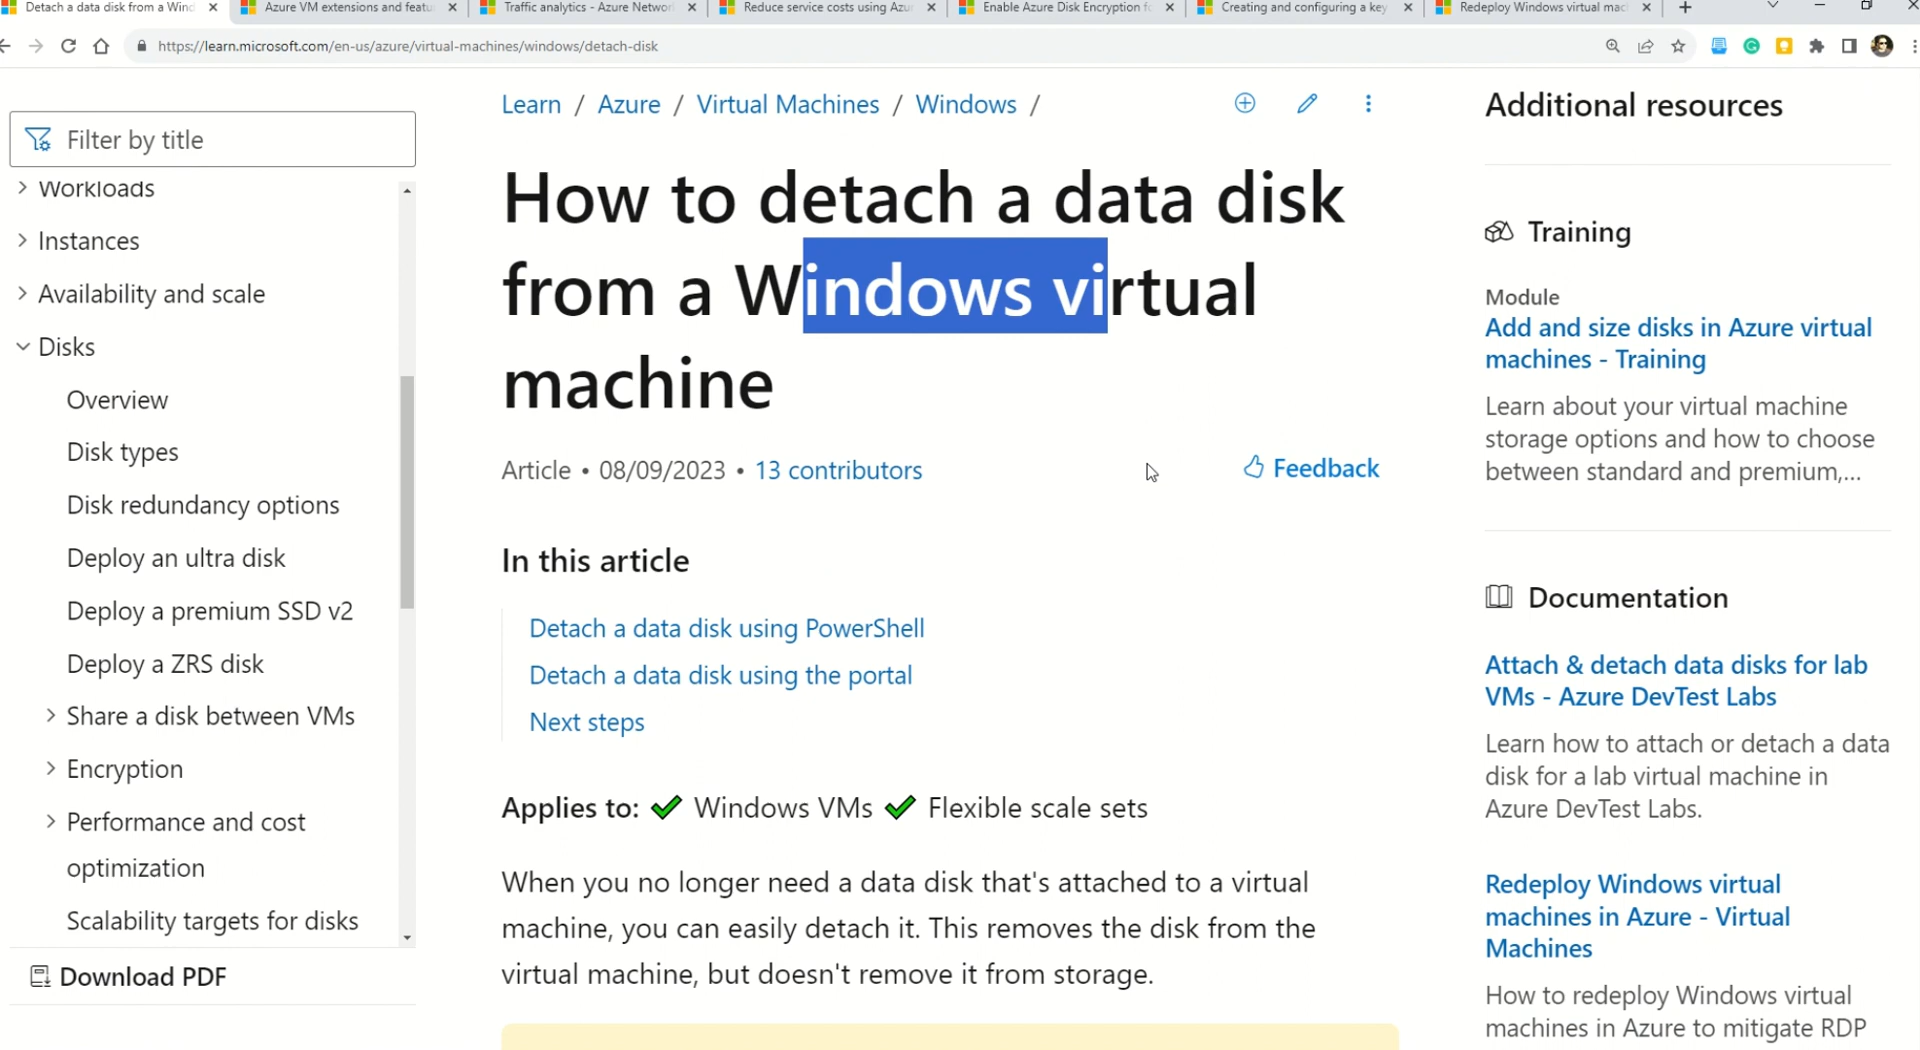 Detach a data disk from a Wind
Azure VM extensions and featu
Traffic analytics - Azure Networ
Reduce service costs using Azur
Enable Azure Disk Encryption fo
Creating and configuring a key
Redeploy Windows virtual mac
https://learn.microsoft.com/en-us/azure/virtual-machines/windows/detach-disk
Filter by title
Workloads
Instances
Availability and scale
Disks
Overview
Disk types
Disk redundancy options
Deploy an ultra disk
Deploy a premium SSD v2
Deploy a ZRS disk
Share a disk between VMs
Encryption
Performance and cost
optimization
Scalability targets for disks
Download PDF
Learn / Azure / Virtual Machines / Windows /
How to detach a data disk
from a Windows virtual
machine
Article • 08/09/2023 • 13 contributors
Feedback
In this article
Detach a data disk using PowerShell
Detach a data disk using the portal
Next steps
Applies to: ✔ Windows VMs ✔ Flexible scale sets
When you no longer need a data disk that's attached to a virtual
machine, you can easily detach it. This removes the disk from the
virtual machine, but doesn't remove it from storage.
Additional resources
Training
Module
Add and size disks in Azure virtual
machines - Training
Learn about your virtual machine
storage options and how to choose
between standard and premium,...
Documentation
Attach & detach data disks for lab
VMs - Azure DevTest Labs
Learn how to attach or detach a data
disk for a lab virtual machine in
Azure DevTest Labs.
Redeploy Windows virtual
machines in Azure - Virtual
Machines
How to redeploy Windows virtual
machines in Azure to mitigate RDP